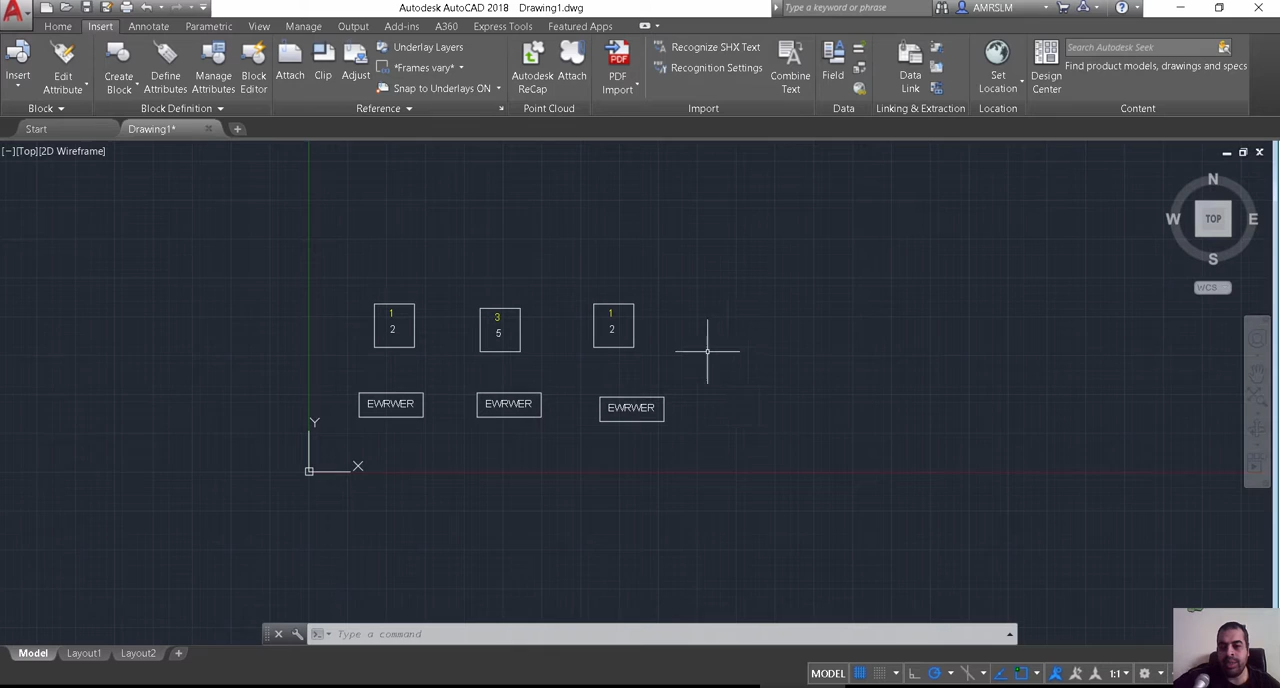 Autodesk AutoCAD 2018 Drawing1.dwg
Type a keyword or phrase
AMRSLM
Home Insert Annotate Parametric View Manage Output Add-ins A360 Express Tools Featured Apps
Insert
Edit Attribute
Create Block
Define Attributes
Manage Attributes
Block Editor
Attach
Clip
Adjust
Underlay Layers
*Frames vary*
Snap to Underlays ON
Autodesk ReCap
Attach
PDF Import
Recognize SHX Text
Recognition Settings
Combine Text
Field
Data Link
Set Location
Design Center
Search Autodesk Seek
Find product models, drawings and specs
Block Block Definition Reference Point Cloud Import Data Linking & Extraction Location Content
Start Drawing1*
[−][Top][2D Wireframe]
N
W TOP E
S
WCS
1 3 1
2 5 2
EWRWER EWRWER EWRWER
Y
X
Type a command
Model Layout1 Layout2
MODEL 1:1